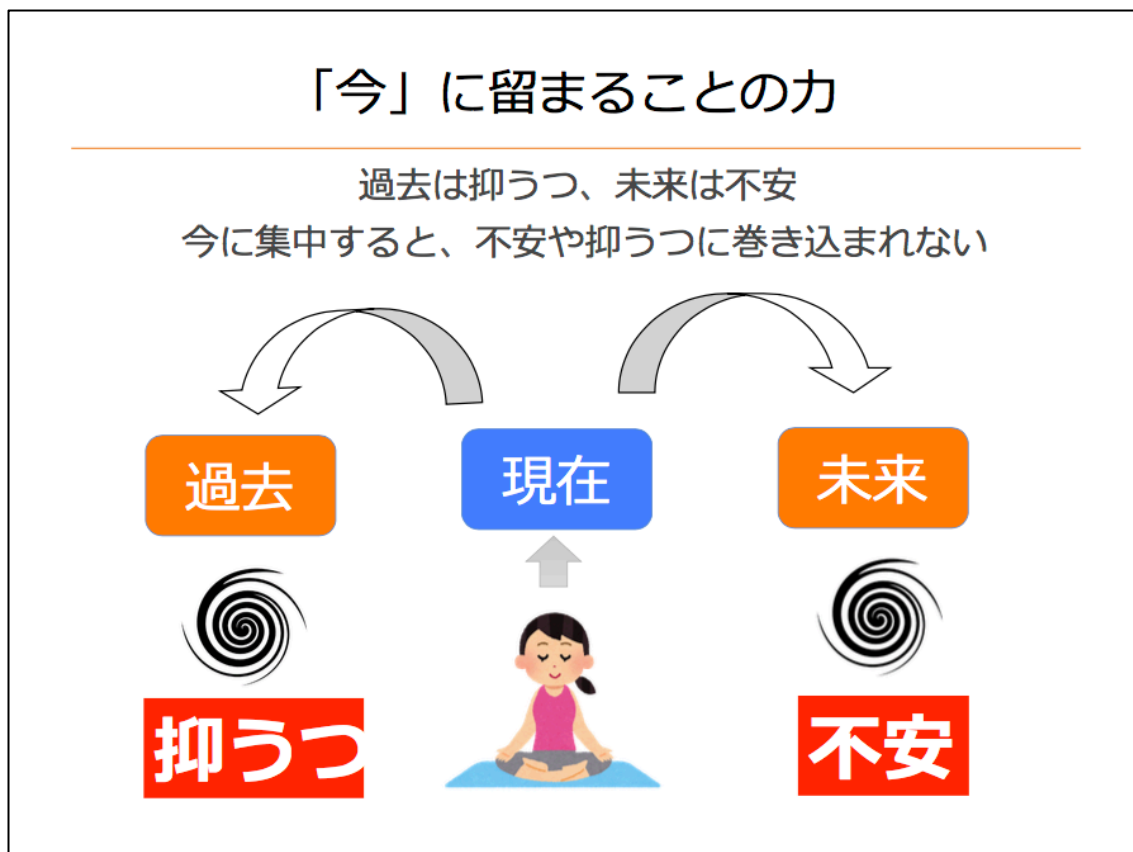 「今」に留まることの力
過去は抑うつ、未来は不安
今に集中すると、不安や抑うつに巻き込まれない
過去
現在
未来
抑うつ
不安